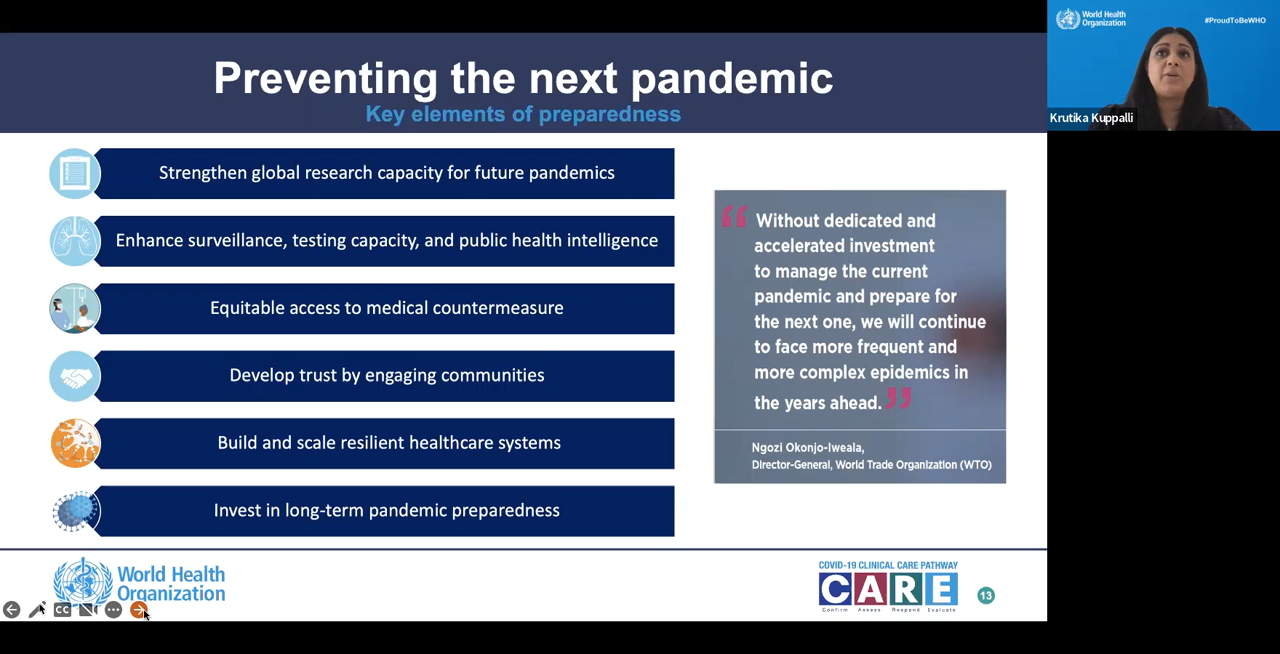 Preventing the next pandemic
Key elements of preparedness
Strengthen global research capacity for future pandemics
Enhance surveillance, testing capacity, and public health intelligence
Equitable access to medical countermeasure
Develop trust by engaging communities
Build and scale resilient healthcare systems
Invest in long-term pandemic preparedness
“ Without dedicated and
accelerated investment
to manage the current
pandemic and prepare for
the next one, we will continue
to face more frequent and
more complex epidemics in
the years ahead. ”
Ngozi Okonjo-Iweala,
Director-General, World Trade Organization (WTO)
World Health
Organization
CC
COVID-19 CLINICAL CARE PATHWAY
CARE
Confirm Assess Respond Evaluate
13
World Health
Organization
#ProudToBeWHO
Krutika Kuppalli